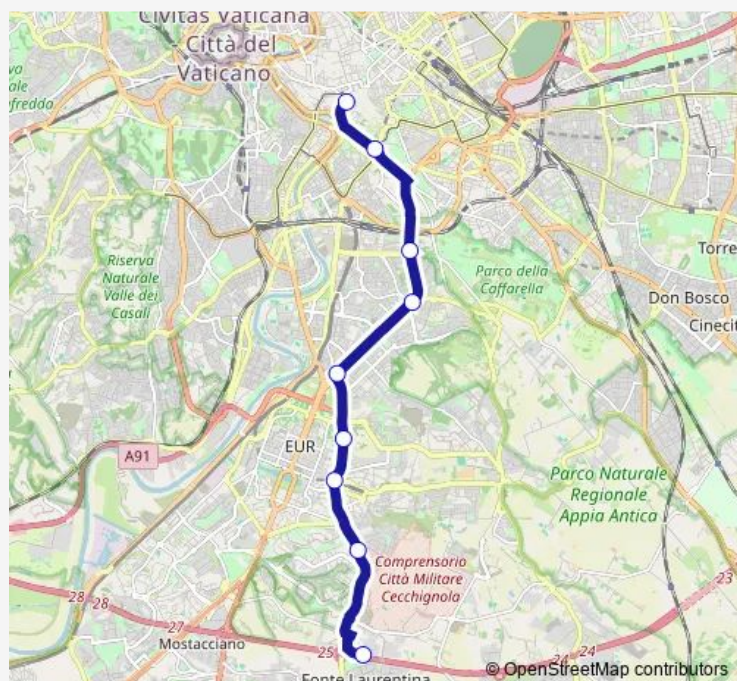 Civitas Vaticana
Città del
Vaticano
Riserva
Naturale
Valle dei
Casali
Parco della
Caffarella
Torre
Don Bosco
Cinecit
A91
EUR
Parco Naturale
Regionale
Appia Antica
Comprensorio
Città Militare
Cecchignola
28
28
27
Mostacciano
25
24
24
23
Fonte Laurentina
© OpenStreetMap contributors